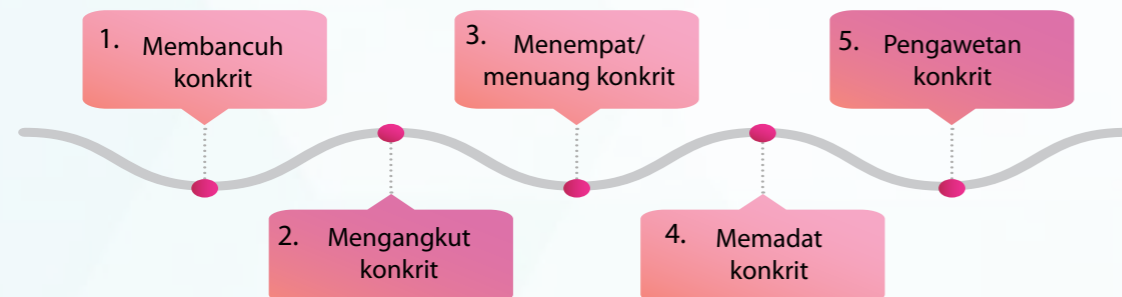 1. Membancuh
konkrit
2. Mengangkut
konkrit
3. Menempat/
menuang konkrit
4. Memadat
konkrit
5. Pengawetan
konkrit